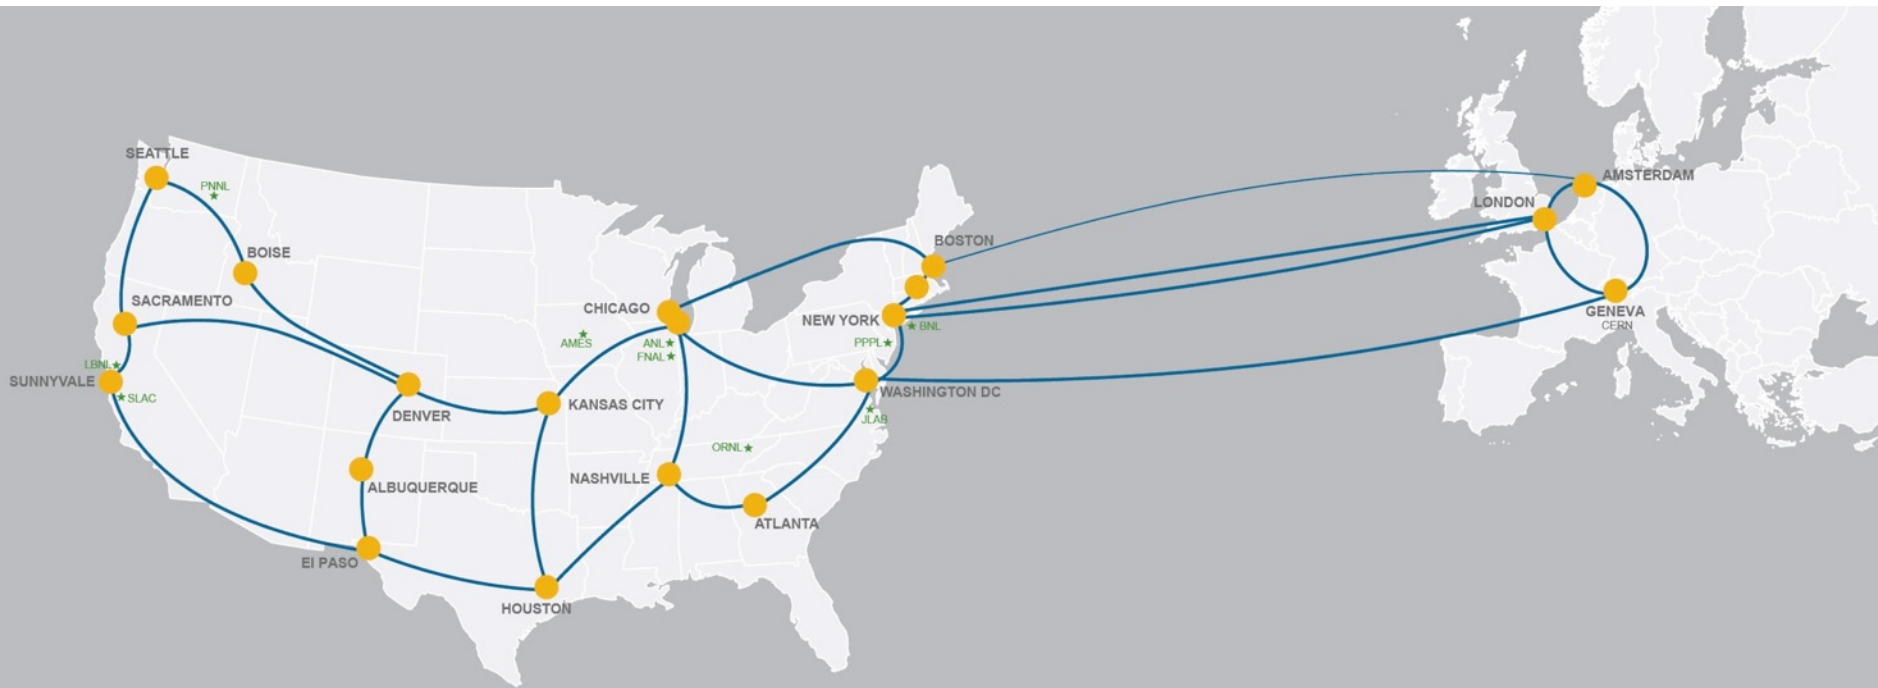 SEATTLE
PNNL
BOISE
SACRAMENTO
LBNL
SUNNYVALE
SLAC
DENVER
ALBUQUERQUE
El PASO
HOUSTON
KANSAS CITY
AMES
CHICAGO
ANL
FNAL
NASHVILLE
ORNL
ATLANTA
BOSTON
NEW YORK
BNL
PPPL
WASHINGTON DC
JLAB
AMSTERDAM
LONDON
GENEVA
CERN